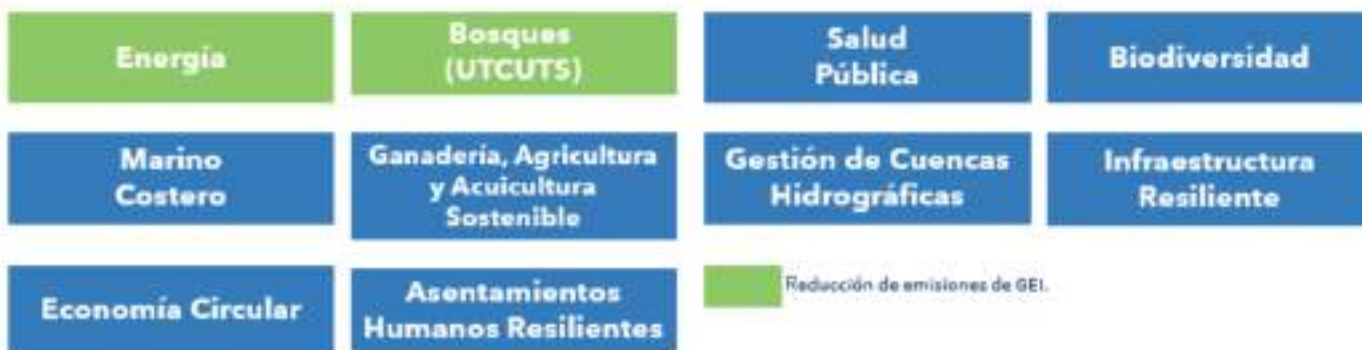 Energía
Bosques
(UTCUTS)
Salud
Pública
Biodiversidad
Marino
Costero
Ganadería, Agricultura
y Acuicultura
Sostenible
Gestión de Cuencas
Hidrográficas
Infraestructura
Resiliente
Economía Circular
Asentamientos
Humanos Resilientes
Reducción de emisiones de GEI.